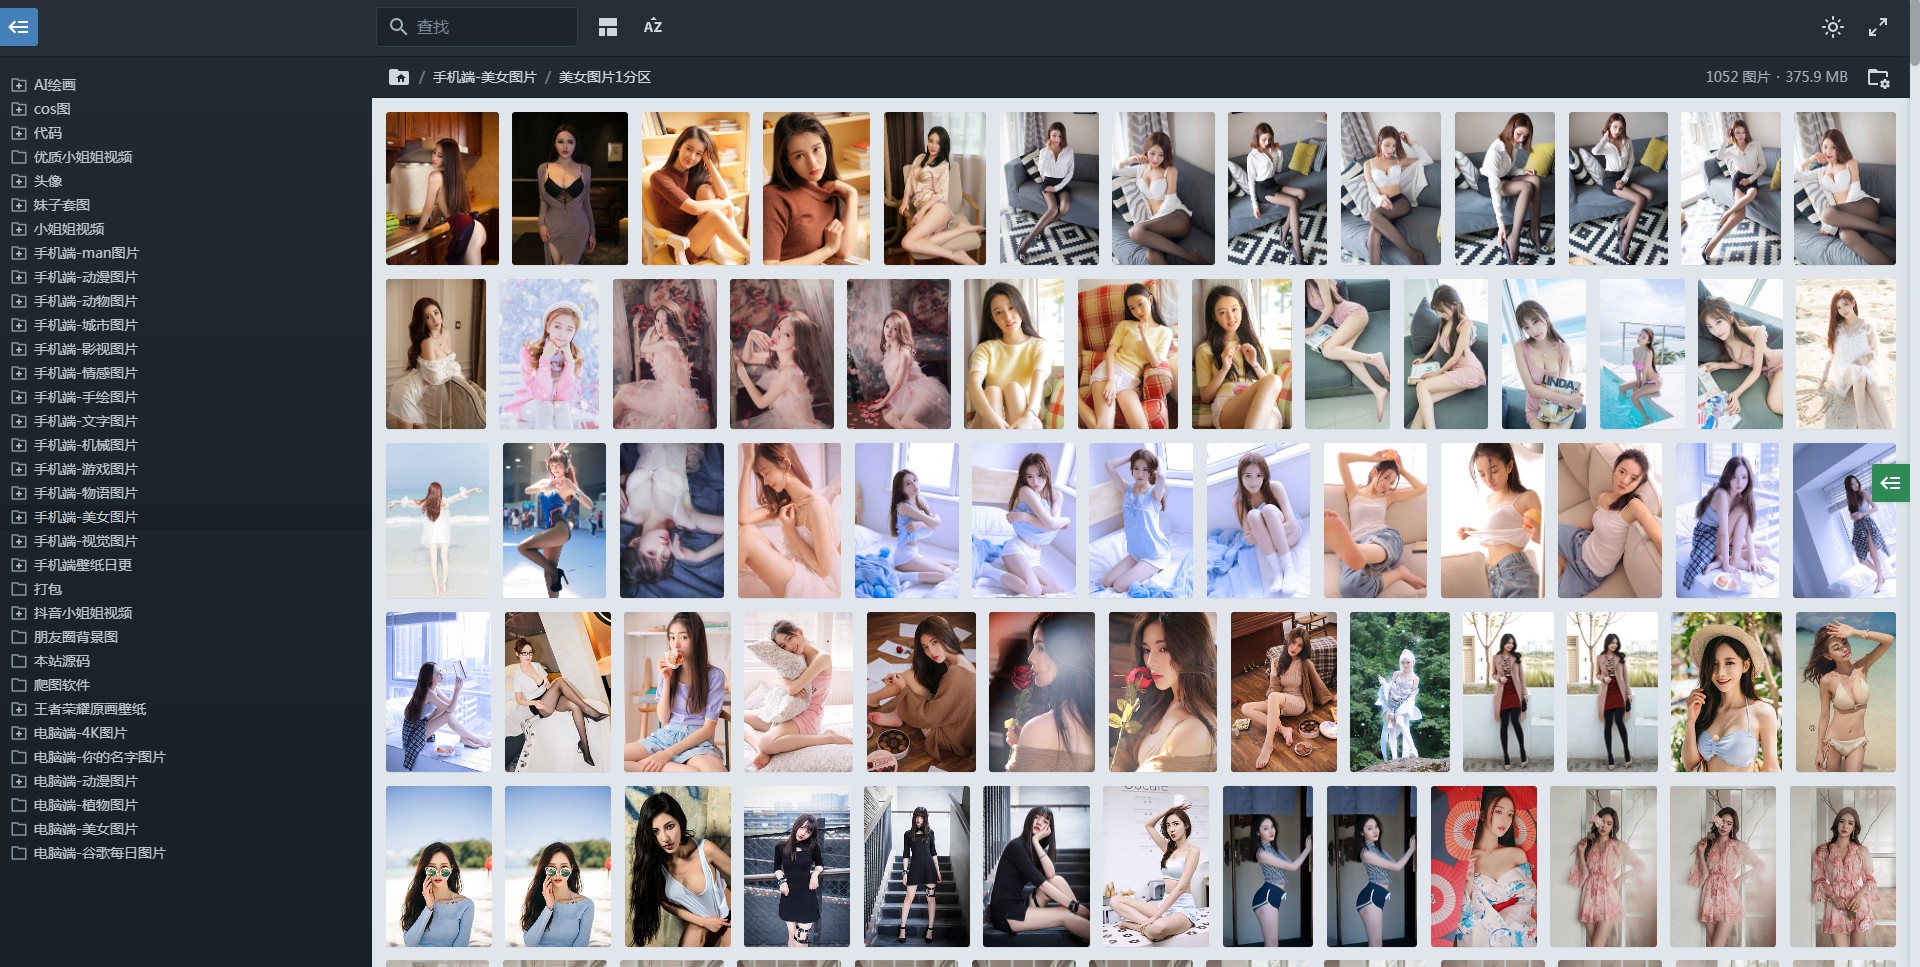 查找
AZ
/ 手机端-美女图片 / 美女图片1分区
1052 图片 · 375.9 MB
AI绘画
cos图
代码
优质小姐姐视频
头像
妹子套图
小姐姐视频
手机端-man图片
手机端-动漫图片
手机端-动物图片
手机端-城市图片
手机端-影视图片
手机端-情感图片
手机端-手绘图片
手机端-文字图片
手机端-机械图片
手机端-游戏图片
手机端-物语图片
手机端-美女图片
手机端-视觉图片
手机端壁纸日更
打包
抖音小姐姐视频
朋友圈背景图
本站源码
爬图软件
王者荣耀原画壁纸
电脑端-4K图片
电脑端-你的名字图片
电脑端-动漫图片
电脑端-植物图片
电脑端-美女图片
电脑端-谷歌每日图片
LINDA.